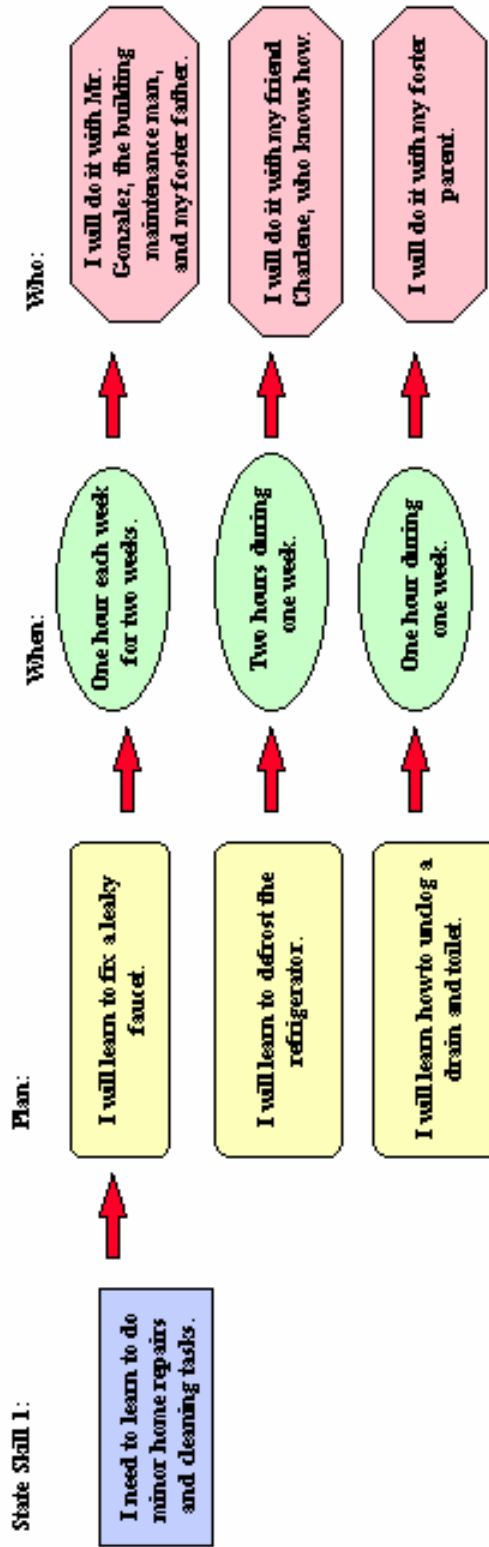 State Skill 1:
Plan:
When:
Who:
I need to learn to do
minor home repairs
and cleaning tasks.
I will learn to fix a leaky
faucet.
One hour each week
for two weeks.
I will do it with Mr.
Gonzalez, the building
maintenance man,
and my foster father.
I will learn to defrost the
refrigerator.
Two hours during
one week.
I will do it with my friend
Charlene, who knows how.
I will learn how to unclog a
drain and toilet.
One hour during
one week.
I will do it with my foster
parent.